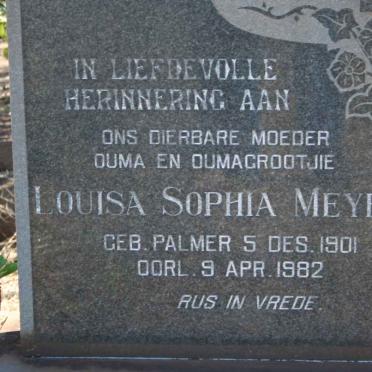 IN LIEFDEVOLLE
HERINNERING AAN
ONS DIERBARE MOEDER
OUMA EN OUMAGROOTJIE
LOUISA SOPHIA
GEB. PALMER 5 DES. 1901
OORL. 9 APR. 1982
RUS IN VREDE.